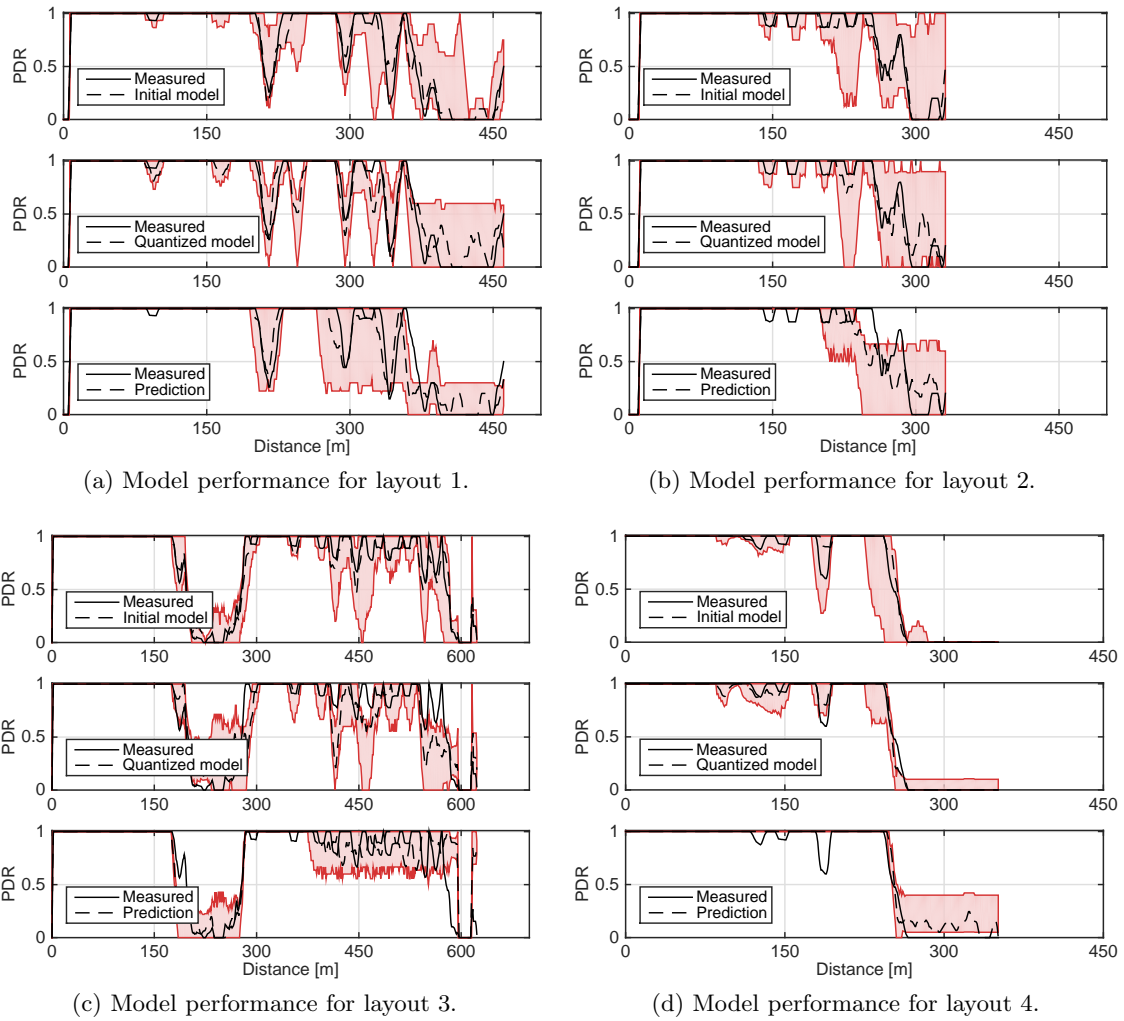 PDR
1
0.5
0
Measured
Initial model
0 150 300 450
PDR
1
0.5
0
Measured
Quantized model
0 150 300 450
PDR
1
0.5
0
Measured
Prediction
0 150 300 450
Distance [m]
(a) Model performance for layout 1.
PDR
1
0.5
0
Measured
Initial model
0 150 300 450
PDR
1
0.5
0
Measured
Quantized model
0 150 300 450
PDR
1
0.5
0
Measured
Prediction
0 150 300 450
Distance [m]
(b) Model performance for layout 2.
PDR
1
0.5
0
Measured
Initial model
0 150 300 450 600
PDR
1
0.5
0
Measured
Quantized model
0 150 300 450 600
PDR
1
0.5
0
Measured
Prediction
0 150 300 450 600
Distance [m]
(c) Model performance for layout 3.
PDR
1
0.5
0
Measured
Initial model
0 150 300 450
PDR
1
0.5
0
Measured
Quantized model
0 150 300 450
PDR
1
0.5
0
Measured
Prediction
0 150 300 450
Distance [m]
(d) Model performance for layout 4.